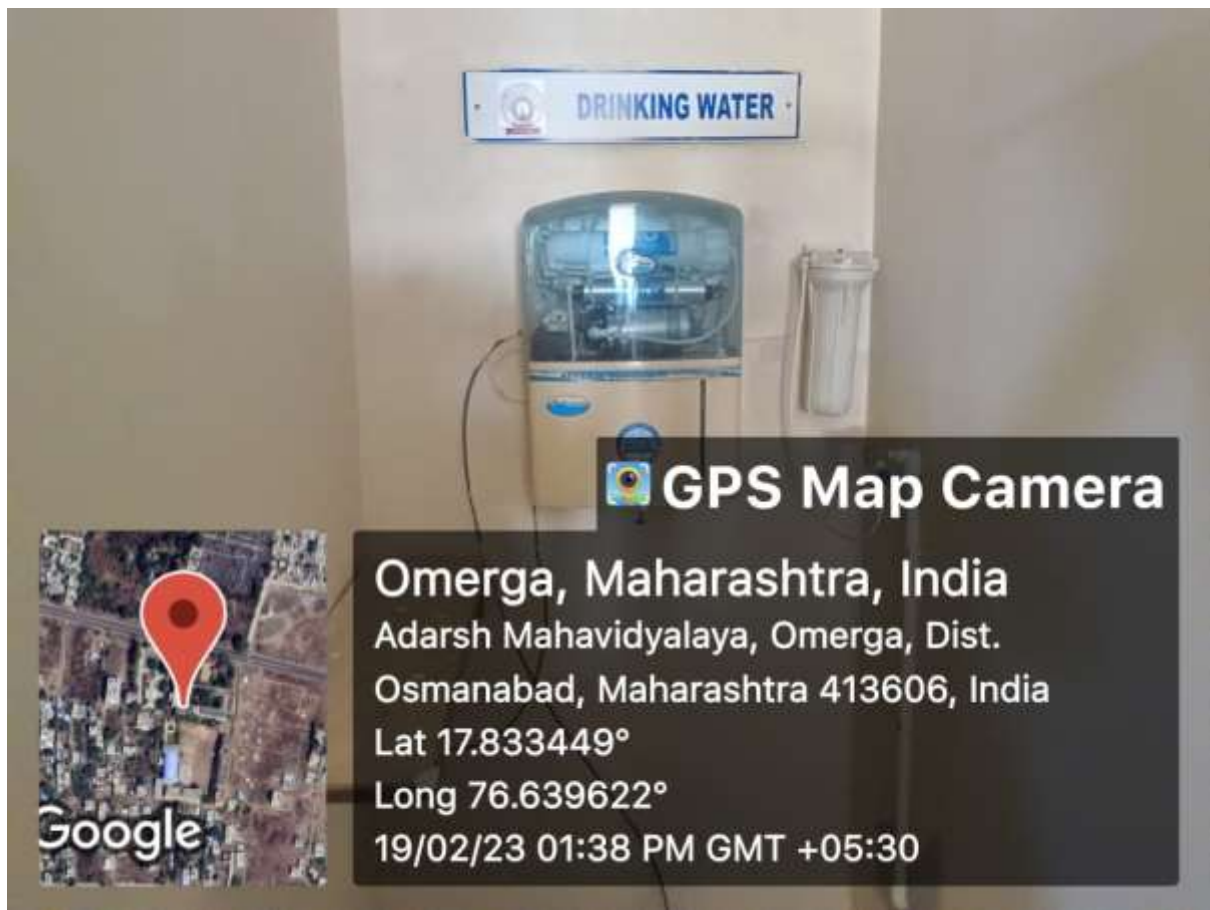 DRINKING WATER
GPS Map Camera
Omerga, Maharashtra, India
Adarsh Mahavidyalaya, Omerga, Dist.
Osmanabad, Maharashtra 413606, India
Lat 17.833449°
Long 76.639622°
19/02/23 01:38 PM GMT +05:30
Google